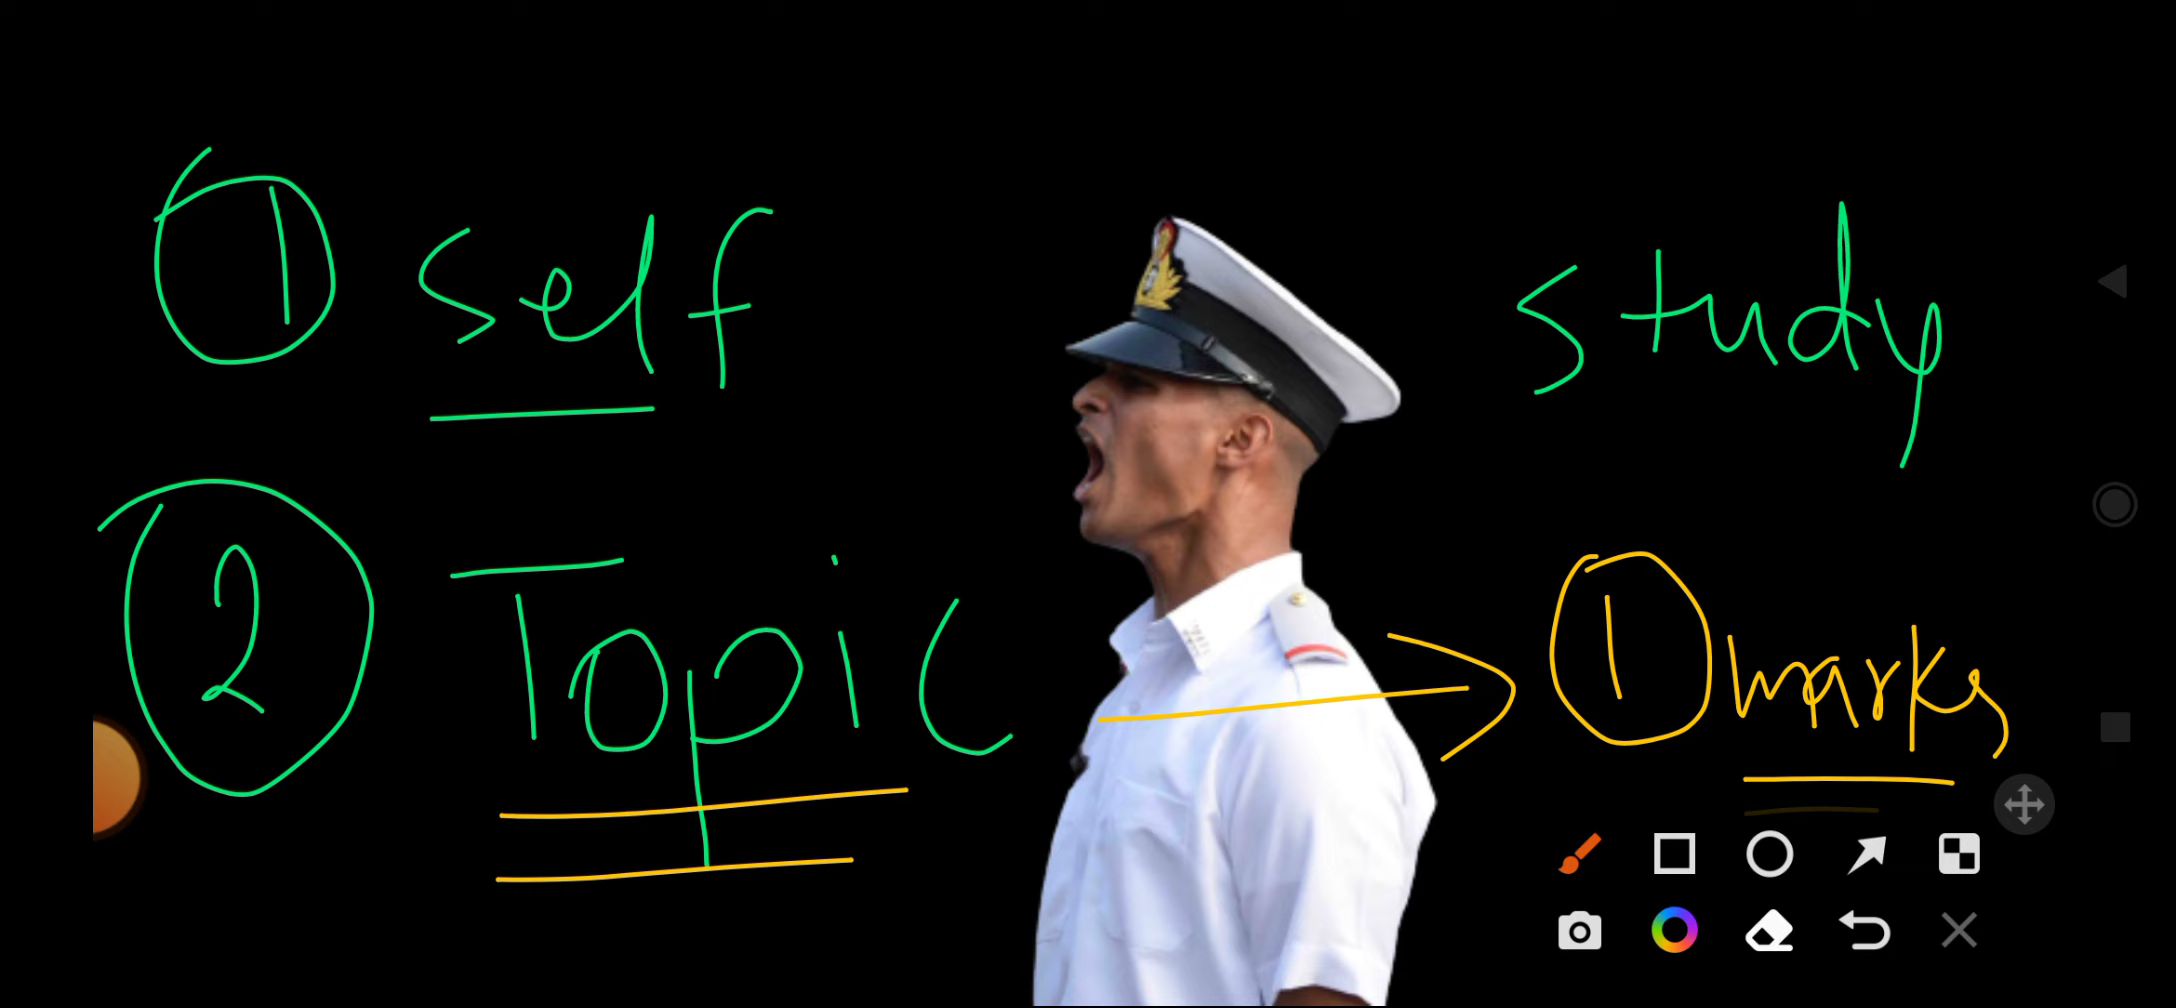 ① self study
② Topic → ① marks